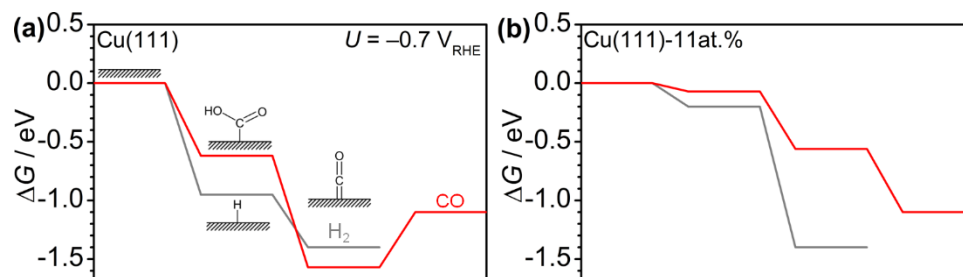 (a) Cu(111) U = –0.7 V_RHE
ΔG / eV
0.5
0.0
-0.5
-1.0
-1.5
HO O
C
H
O
C
H₂
CO
(b) Cu(111)-11at.%
ΔG / eV
0.5
0.0
-0.5
-1.0
-1.5